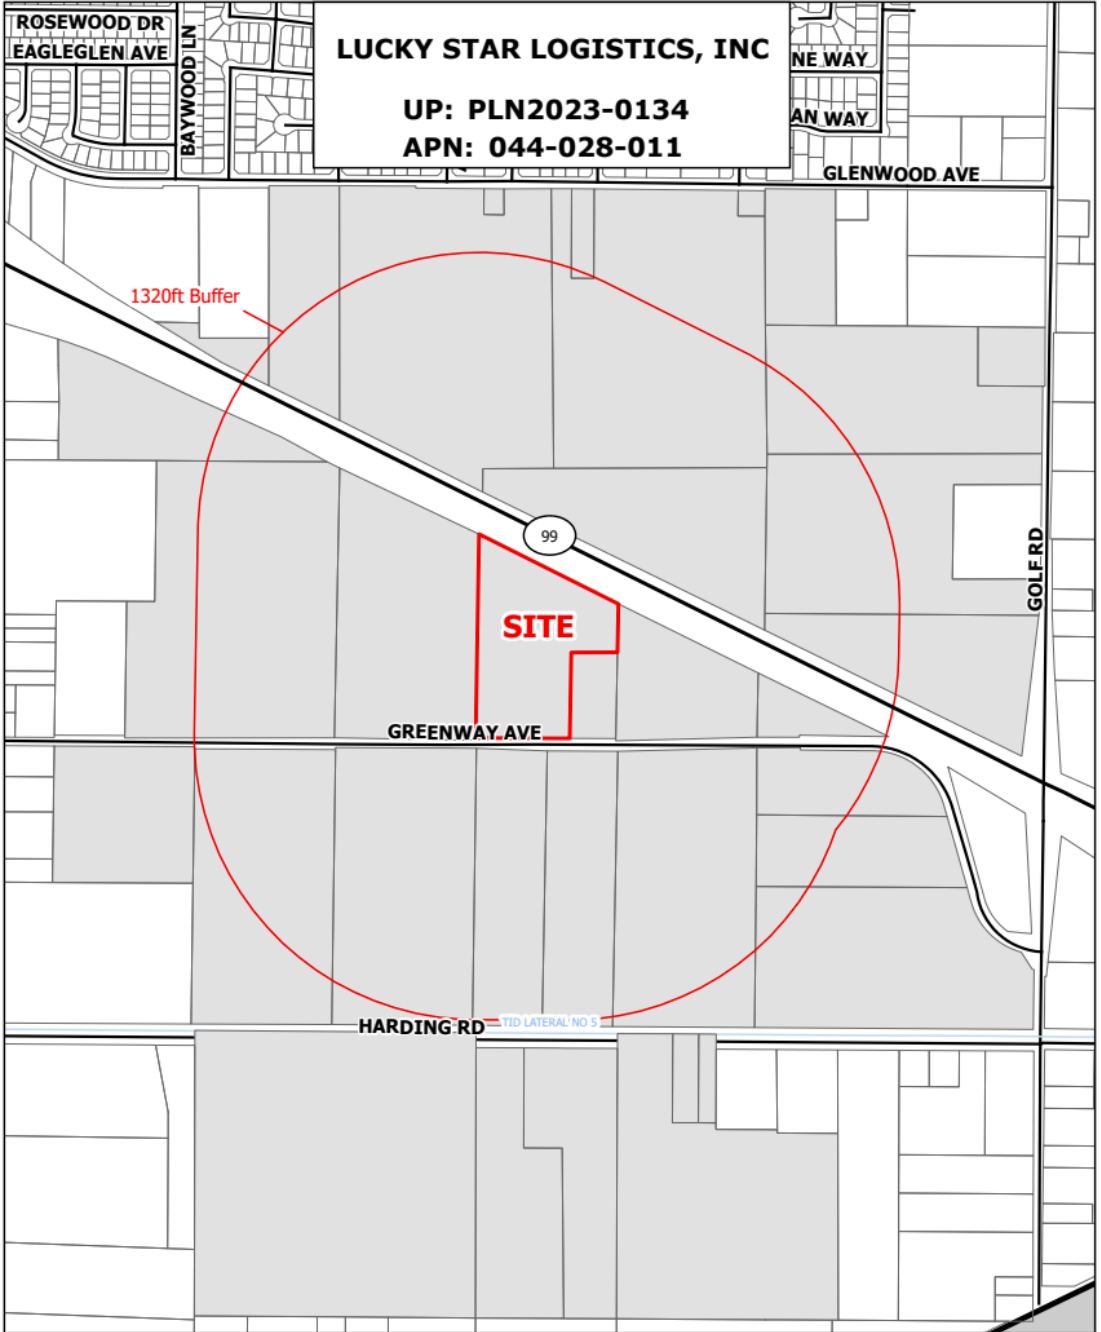 ROSEWOOD DR
EAGLEGLEN AVE
BAYWOOD LN
LUCKY STAR LOGISTICS, INC
UP: PLN2023-0134
APN: 044-028-011
NE WAY
AN WAY
GLENWOOD AVE
1320ft Buffer
99
GOLF RD
SITE
GREENWAY AVE
HARDING RD
TID LATERAL NO 5